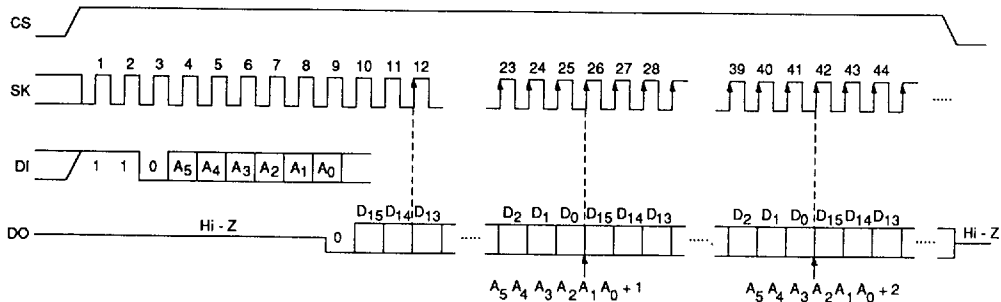 CS
1 2 3 4 5 6 7 8 9 10 11 12 23 24 25 26 27 28 39 40 41 42 43 44
SK .....
DI 1 1 0 A5 A4 A3 A2 A1 A0
D15 D14 D13 D2 D1 D0 D15 D14 D13 D2 D1 D0 D15 D14 D13
DO Hi - Z 0 ..... ..... ..... Hi - Z
A5 A4 A3 A2 A1 A0 + 1 A5 A4 A3 A2 A1 A0 + 2